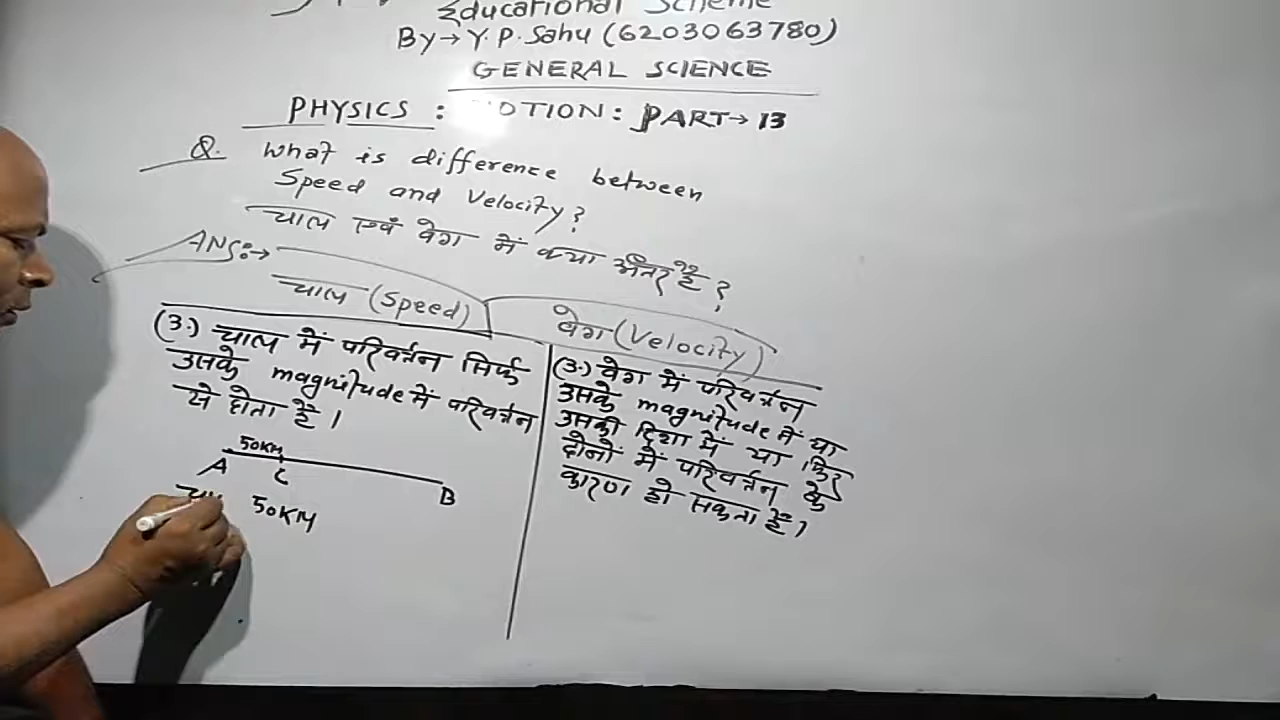 Educational Scheme
By→ Y. P. Sahu (6203063780)
GENERAL SCIENCE
PHYSICS : MOTION: PART→ 13
Q. What is difference between
Speed and Velocity?
चाल एवं वेग में क्या अंतर है ?
ANS:→
चाल (Speed)
(3.) चाल में परिवर्तन सिर्फ
उसके magnitude में परिवर्तन
से होता है।
50KM
A C B
50KM
वेग (Velocity)
(3.) वेग में परिवर्तन
उसके magnitude में या
उसकी दिशा में या फिर
दोनों में परिवर्तन के
कारण हो सकता है।